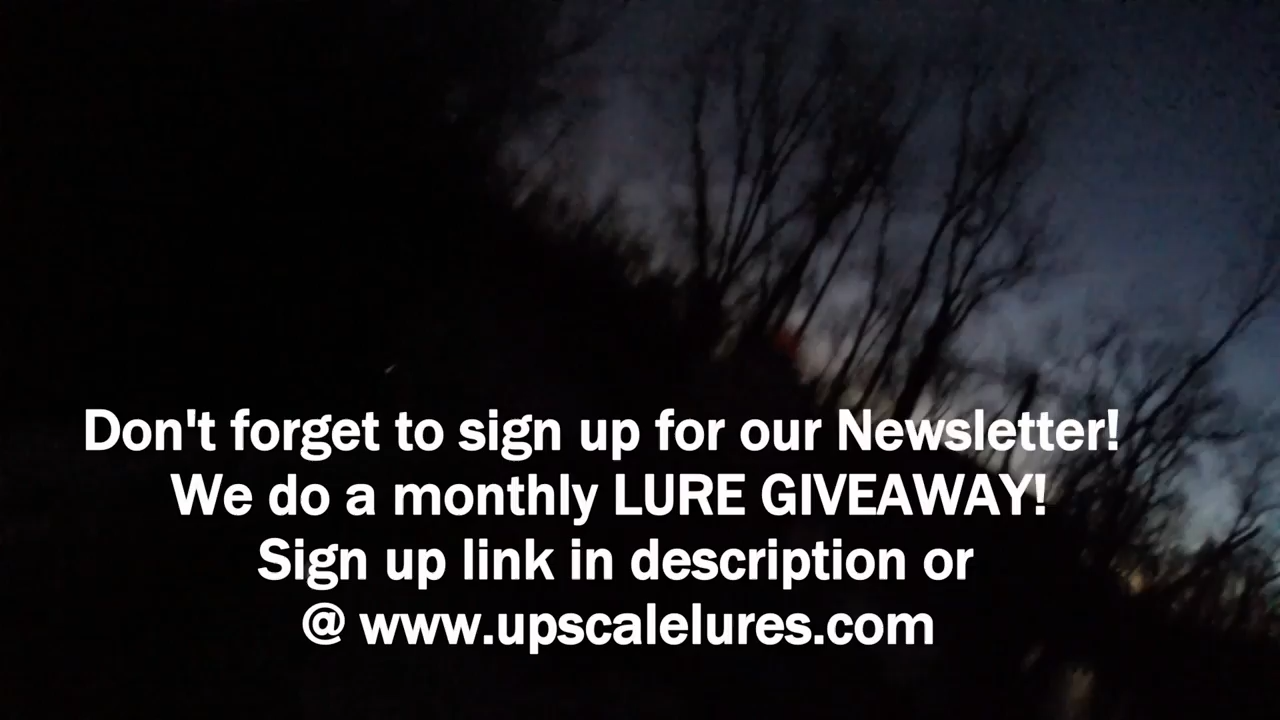 Don't forget to sign up for our Newsletter!
We do a monthly LURE GIVEAWAY!
Sign up link in description or
@ www.upscalelures.com